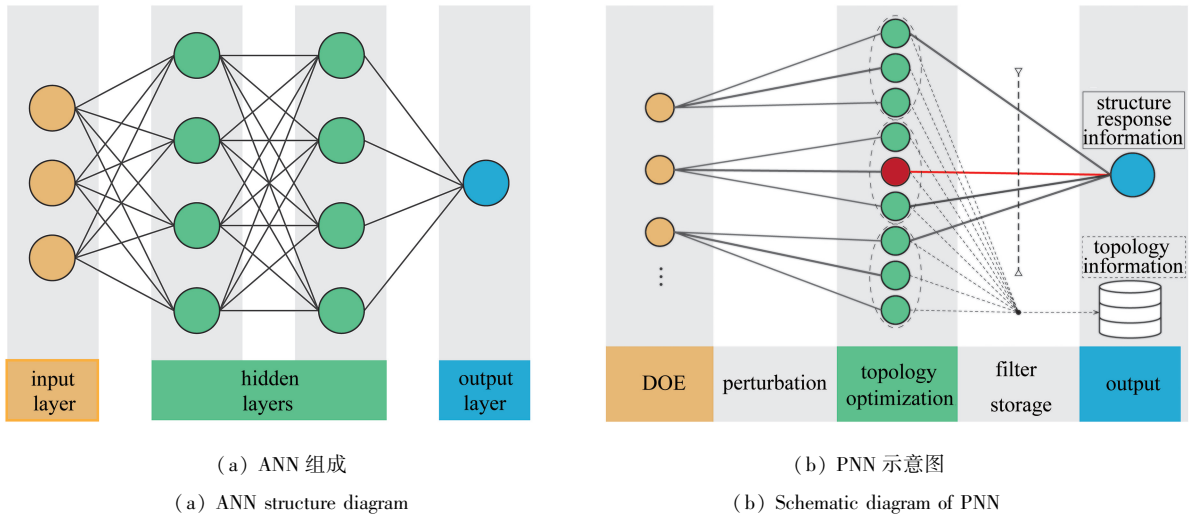 input
layer
hidden
layers
output
layer
(a) ANN 组成
(a) ANN structure diagram
structure
response
information
topology
information
⋮
DOE
perturbation
topology
optimization
filter
storage
output
(b) PNN 示意图
(b) Schematic diagram of PNN